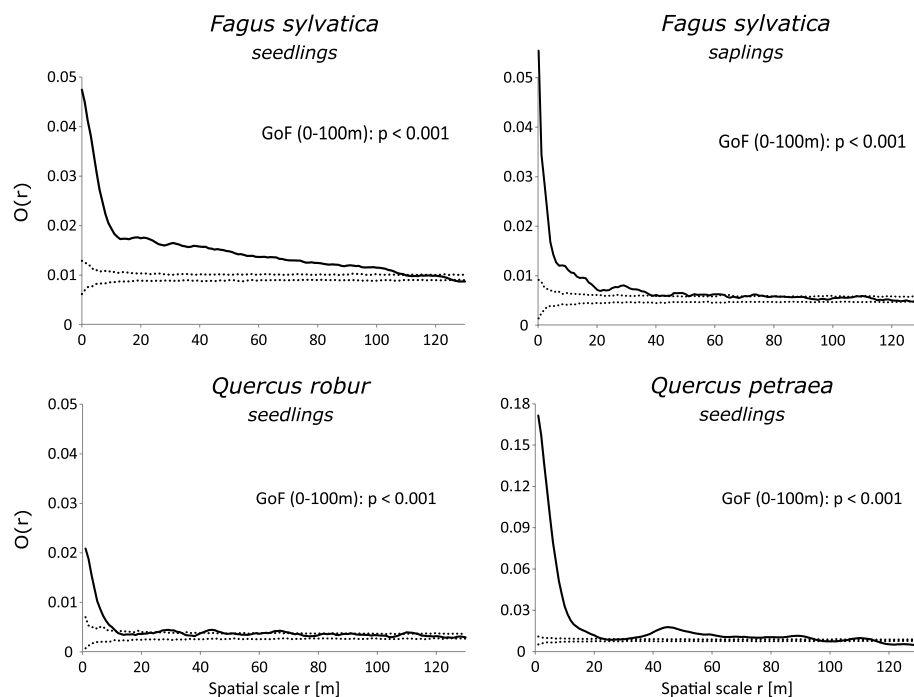 Fagus sylvatica
seedlings
0.05
0.04
0.03
0.02
0.01
0
O(r)
GoF (0-100m): p < 0.001
0 20 40 60 80 100 120
Fagus sylvatica
saplings
0.05
0.04
0.03
0.02
0.01
0
GoF (0-100m): p < 0.001
0 20 40 60 80 100 120
Quercus robur
seedlings
0.05
0.04
0.03
0.02
0.01
0
O(r)
GoF (0-100m): p < 0.001
0 20 40 60 80 100 120
Spatial scale r [m]
Quercus petraea
seedlings
0.18
0.15
0.12
0.09
0.06
0.03
0
GoF (0-100m): p < 0.001
0 20 40 60 80 100 120
Spatial scale r [m]